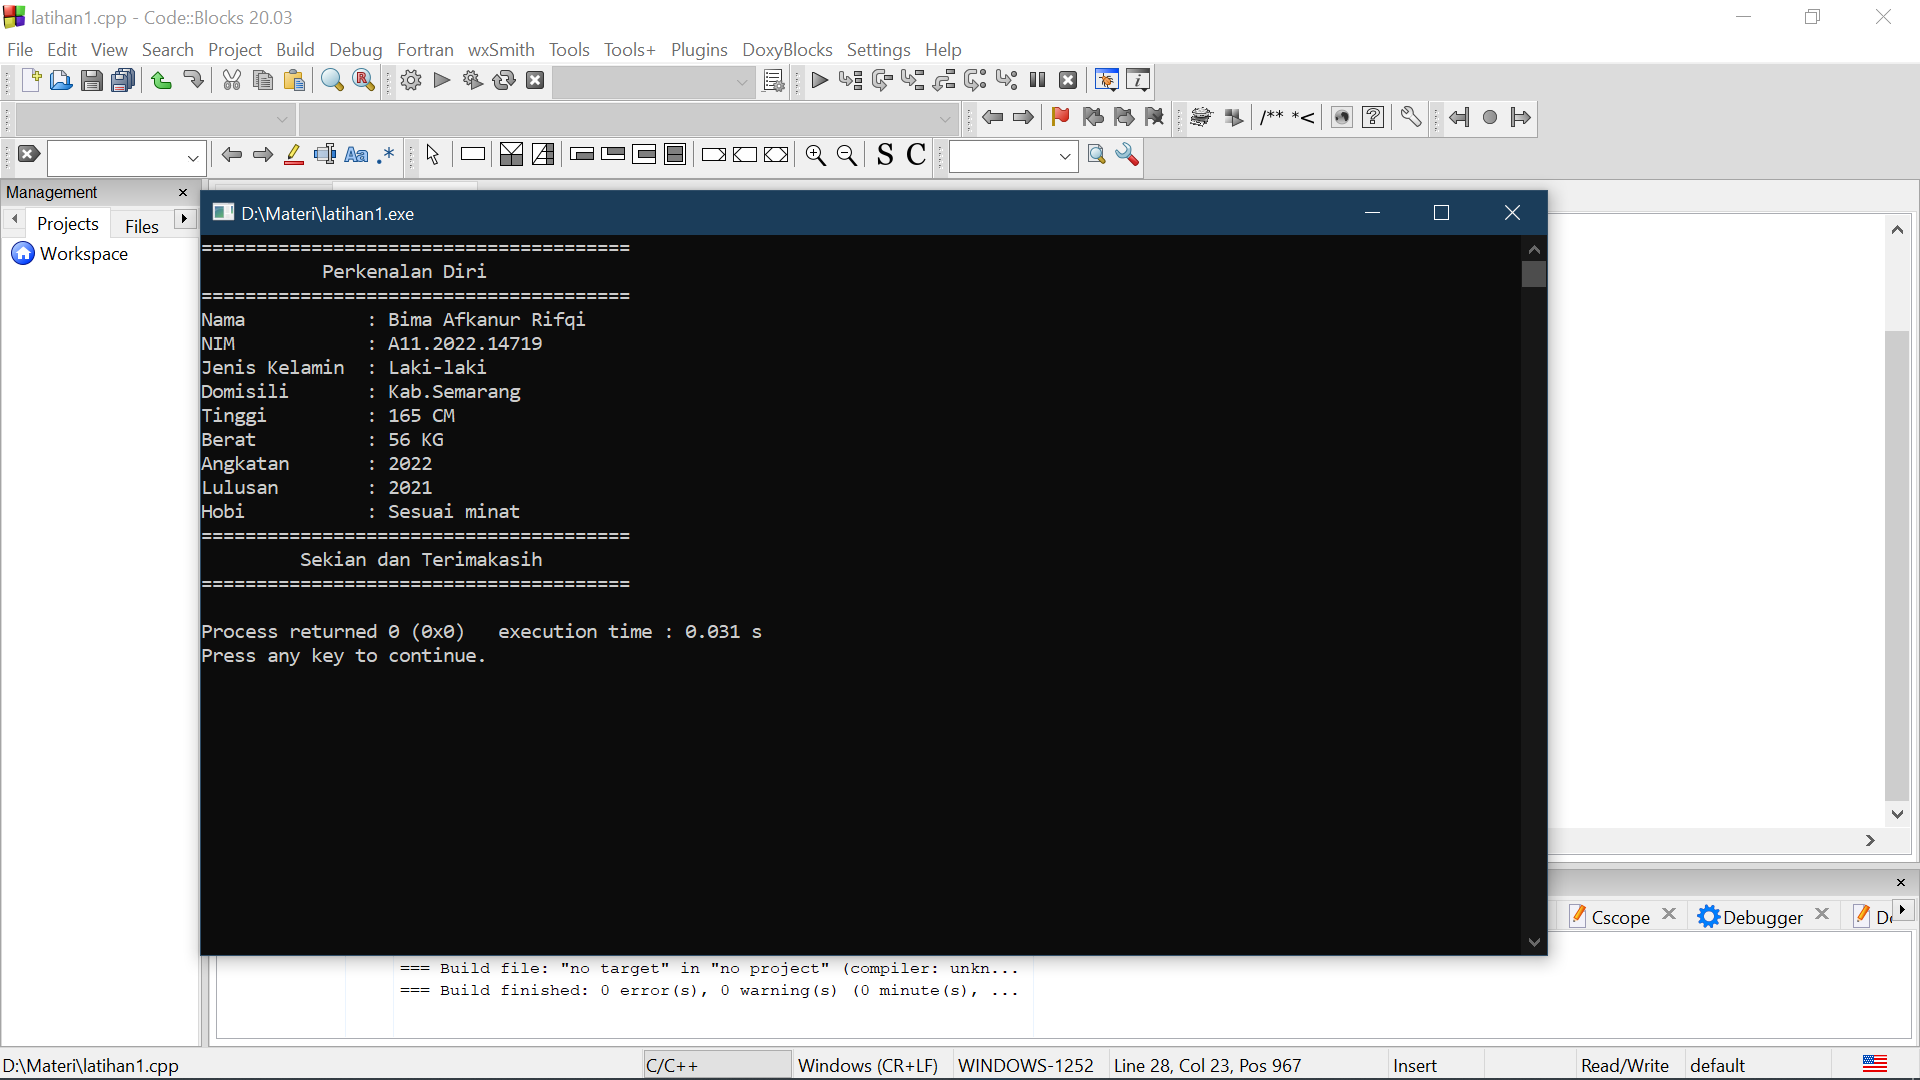 latihan1.cpp - Code::Blocks 20.03
File Edit View Search Project Build Debug Fortran wxSmith Tools Tools+ Plugins DoxyBlocks Settings Help
/** *<
Aa .* S C
Management
Projects Files
Workspace
D:\Materi\latihan1.exe
=======================================
Perkenalan Diri
=======================================
Nama : Bima Afkanur Rifqi
NIM : A11.2022.14719
Jenis Kelamin : Laki-laki
Domisili : Kab.Semarang
Tinggi : 165 CM
Berat : 56 KG
Angkatan : 2022
Lulusan : 2021
Hobi : Sesuai minat
=======================================
Sekian dan Terimakasih
=======================================
Process returned 0 (0x0) execution time : 0.031 s
Press any key to continue.
Cscope Debugger
=== Build file: "no target" in "no project" (compiler: unkn...
=== Build finished: 0 error(s), 0 warning(s) (0 minute(s), ...
D:\Materi\latihan1.cpp C/C++ Windows (CR+LF) WINDOWS-1252 Line 28, Col 23, Pos 967 Insert Read/Write default